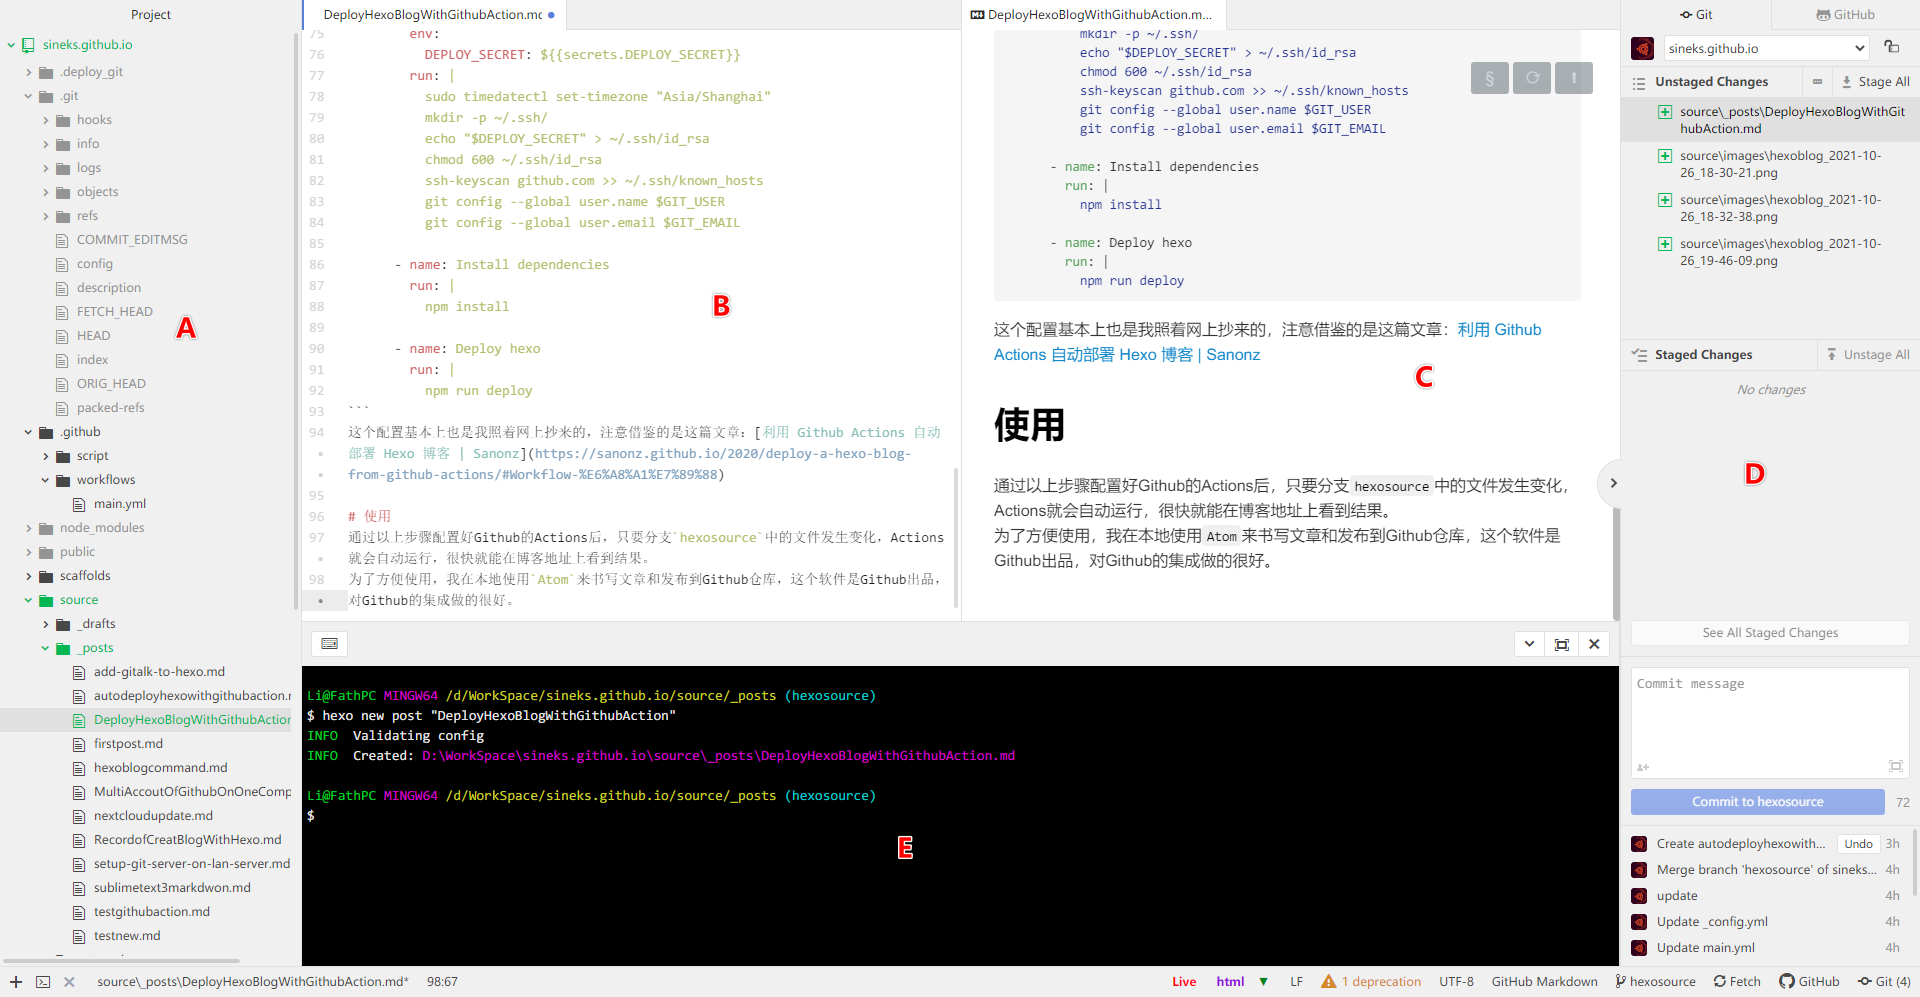 Project
sineks.github.io
.deploy_git
.git
hooks
info
logs
objects
refs
COMMIT_EDITMSG
config
description
FETCH_HEAD
HEAD
index
ORIG_HEAD
packed-refs
.github
script
workflows
main.yml
node_modules
public
scaffolds
source
_drafts
_posts
add-gitalk-to-hexo.md
autodeployhexowithgithubaction.r
DeployHexoBlogWithGithubAction
firstpost.md
hexoblogcommand.md
MultiAccoutOfGithubOnOneComp
nextcloudupdate.md
RecordofCreatBlogWithHexo.md
setup-git-server-on-lan-server.md
sublimetext3markdwon.md
testgithubaction.md
testnew.md
A
DeployHexoBlogWithGithubAction.mc
75 env:
76 DEPLOY_SECRET: ${{secrets.DEPLOY_SECRET}}
77 run: |
78 sudo timedatectl set-timezone "Asia/Shanghai"
79 mkdir -p ~/.ssh/
80 echo "$DEPLOY_SECRET" > ~/.ssh/id_rsa
81 chmod 600 ~/.ssh/id_rsa
82 ssh-keyscan github.com >> ~/.ssh/known_hosts
83 git config --global user.name $GIT_USER
84 git config --global user.email $GIT_EMAIL
85
86 - name: Install dependencies
87 run: |
88 npm install
89
90 - name: Deploy hexo
91 run: |
92 npm run deploy
93 ```
94 这个配置基本上也是我照着网上抄来的，注意借鉴的是这篇文章：[利用 Github Actions 自动
• 部署 Hexo 博客 | Sanonz](https://sanonz.github.io/2020/deploy-a-hexo-blog-
• from-github-actions/#Workflow-%E6%A8%A1%E7%89%88)
95
96 # 使用
97 通过以上步骤配置好Github的Actions后，只要分支`hexosource`中的文件发生变化，Actions
• 就会自动运行，很快就能在博客地址上看到结果。
98 为了方便使用，我在本地使用`Atom`来书写文章和发布到Github仓库，这个软件是Github出品，
• 对Github的集成做的很好。
B
DeployHexoBlogWithGithubAction.m...
mkdir -p ~/.ssh/
echo "$DEPLOY_SECRET" > ~/.ssh/id_rsa
chmod 600 ~/.ssh/id_rsa
ssh-keyscan github.com >> ~/.ssh/known_hosts
git config --global user.name $GIT_USER
git config --global user.email $GIT_EMAIL
- name: Install dependencies
run: |
npm install
- name: Deploy hexo
run: |
npm run deploy
§
这个配置基本上也是我照着网上抄来的，注意借鉴的是这篇文章：利用 Github
Actions 自动部署 Hexo 博客 | Sanonz
C
使用
通过以上步骤配置好Github的Actions后，只要分支 hexosource 中的文件发生变化，
Actions就会自动运行，很快就能在博客地址上看到结果。
为了方便使用，我在本地使用 Atom 来书写文章和发布到Github仓库，这个软件是
Github出品，对Github的集成做的很好。
Li@FathPC MINGW64 /d/WorkSpace/sineks.github.io/source/_posts (hexosource)
$ hexo new post "DeployHexoBlogWithGithubAction"
INFO Validating config
INFO Created: D:\WorkSpace\sineks.github.io\source\_posts\DeployHexoBlogWithGithubAction.md
Li@FathPC MINGW64 /d/WorkSpace/sineks.github.io/source/_posts (hexosource)
$
E
Git GitHub
sineks.github.io
Unstaged Changes Stage All
source\_posts\DeployHexoBlogWithGit
hubAction.md
source\images\hexoblog_2021-10-
26_18-30-21.png
source\images\hexoblog_2021-10-
26_18-32-38.png
source\images\hexoblog_2021-10-
26_19-46-09.png
Staged Changes Unstage All
No changes
D
See All Staged Changes
Commit message
Commit to hexosource 72
Create autodeployhexowith... Undo 3h
Merge branch 'hexosource' of sineks... 4h
update 4h
Update _config.yml 4h
Update main.yml 4h
source\_posts\DeployHexoBlogWithGithubAction.md* 98:67 Live html LF 1 deprecation UTF-8 GitHub Markdown hexosource Fetch GitHub Git (4)